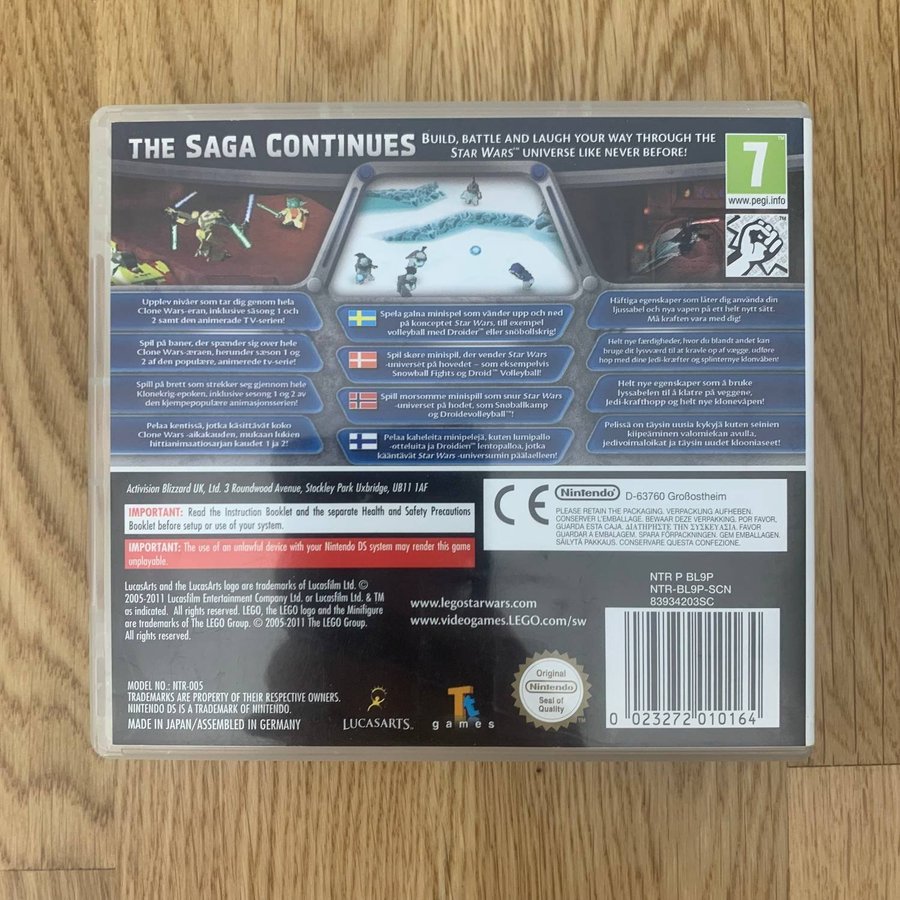 THE SAGA CONTINUES
BUILD, BATTLE AND LAUGH YOUR WAY THROUGH THE
STAR WARS™ UNIVERSE LIKE NEVER BEFORE!
7
www.pegi.info
Upplev nivåer som tar dig genom hela
Clone Wars-eran, inklusive säsong 1 och
2 samt den animerade TV-serien!
Spil på baner, der spænder sig over hele
Clone Wars-æraen, herunder sæson 1 og
2 af den populære, animerede tv-serie!
Spill på brett som strekker seg gjennom hele
Klonekrig-epoken, inklusive sesong 1 og 2 av
den kjempepopulære animasjonsserien!
Pelaa kentissä, jotka käsittävät koko
Clone Wars -aikakauden, mukaan lukien
hittianimaatiosarjan kaudet 1 ja 2!
Spela galna minispel som vänder upp och ned
på konceptet Star Wars, till exempel
volleyboll med Droider™ eller snöbollskrig!
Spil skøre minispil, der vender Star Wars
-universet på hovedet – som eksempelvis
Snowball Fights og Droid™ Volleyball!
Spill morsomme minispill som snur Star Wars
-universet på hodet, som Snøballkamp
og Droidevolleyball™!
Pelaa kaheleita minipelejä, kuten lumipallo
-otteluita ja Droidien™ lentopalloa, jotka
kääntävät Star Wars -universumin päälaelleen!
Häftiga egenskaper som låter dig använda din
ljussabel och nya vapen på ett helt nytt sätt.
Må kraften vara med dig!
Helt nye færdigheder, hvor du blandt andet kan
bruge dit lyssværd til at kravle op af vægge, udføre
hop med dine Jedi-kræfter og splinternye klonvåben!
Helt nye egenskaper som å bruke
lyssabelen til å klatre på veggene,
Jedi-krafthopp og helt nye klonevåpen!
Pelissä on täysin uusia kykyjä kuten seinien
kiipeäminen valomiekan avulla,
jedivoimaloikat ja täysin uudet klooniaseet!
Activision Blizzard UK, Ltd. 3 Roundwood Avenue, Stockley Park Uxbridge, UB11 1AF
IMPORTANT: Read the Instruction Booklet and the separate Health and Safety Precautions
Booklet before setup or use of your system.
IMPORTANT: The use of an unlawful device with your Nintendo DS system may render this game
unplayable.
CE
Nintendo D-63760 Großostheim
PLEASE RETAIN THE PACKAGING. VERPACKUNG AUFHEBEN.
CONSERVER L'EMBALLAGE. BEWAAR DEZE VERPAKKING. POR FAVOR,
GUARDA ESTA CAJA. ΔΙΑΤΗΡΗΣΤΕ ΤΗΝ ΣΥΣΚΕΥΑΣΙΑ. FAVOR
GUARDAR A EMBALAGEM. SPARA FÖRPACKNINGEN. GEM EMBALLAGEN.
SÄILYTÄ PAKKAUS. CONSERVARE QUESTA CONFEZIONE.
LucasArts and the LucasArts logo are trademarks of Lucasfilm Ltd. ©
2005-2011 Lucasfilm Entertainment Company Ltd. or Lucasfilm Ltd. & TM
as indicated. All rights reserved. LEGO, the LEGO logo and the Minifigure
are trademarks of The LEGO Group. © 2005-2011 The LEGO Group.
All rights reserved.
www.legostarwars.com
www.videogames.LEGO.com/sw
NTR P BL9P
NTR-BL9P-SCN
83934203SC
MODEL NO.: NTR-005
TRADEMARKS ARE PROPERTY OF THEIR RESPECTIVE OWNERS.
NINTENDO DS IS A TRADEMARK OF NINTENDO.
MADE IN JAPAN/ASSEMBLED IN GERMANY
LUCASARTS™
Tt
games
Original
Nintendo
Seal of
Quality
0 023272 010164